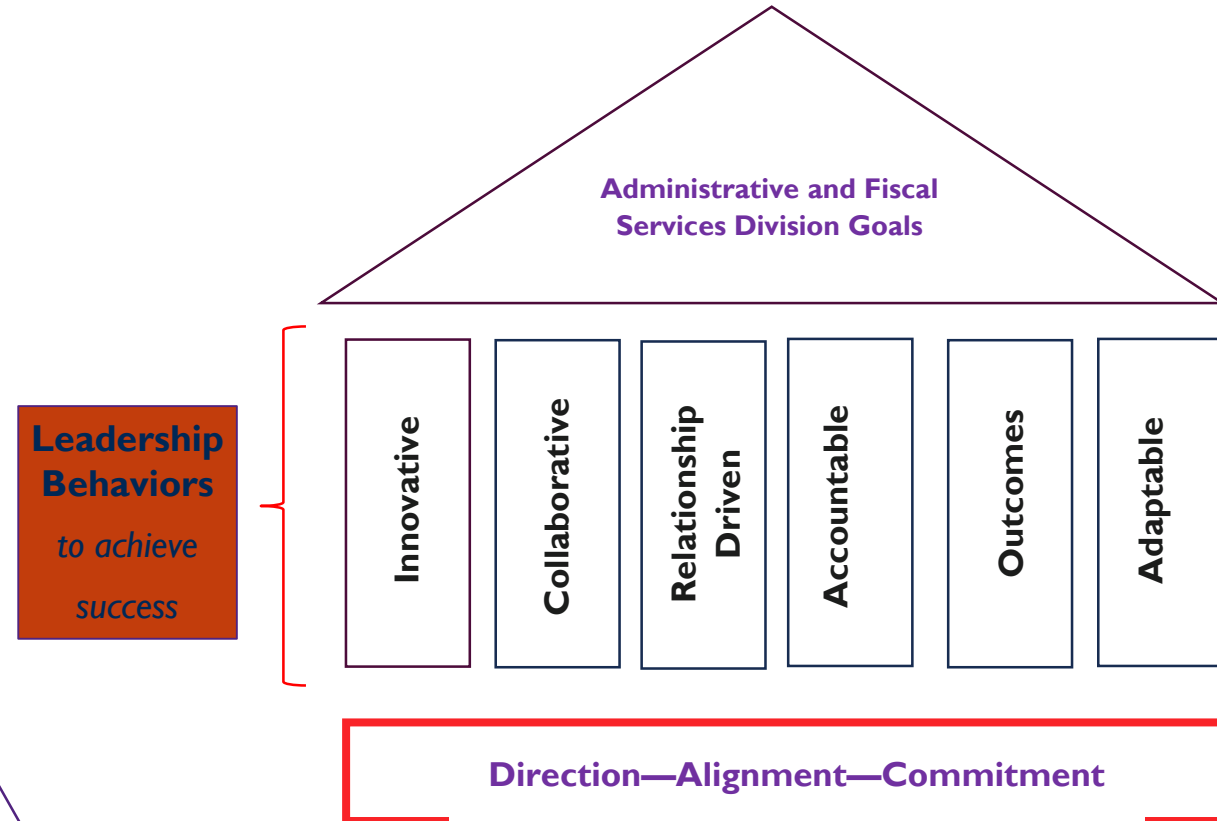 Administrative and Fiscal
Services Division Goals
Leadership
Behaviors
to achieve
success
Innovative
Collaborative
Relationship
Driven
Accountable
Outcomes
Adaptable
Direction—Alignment—Commitment